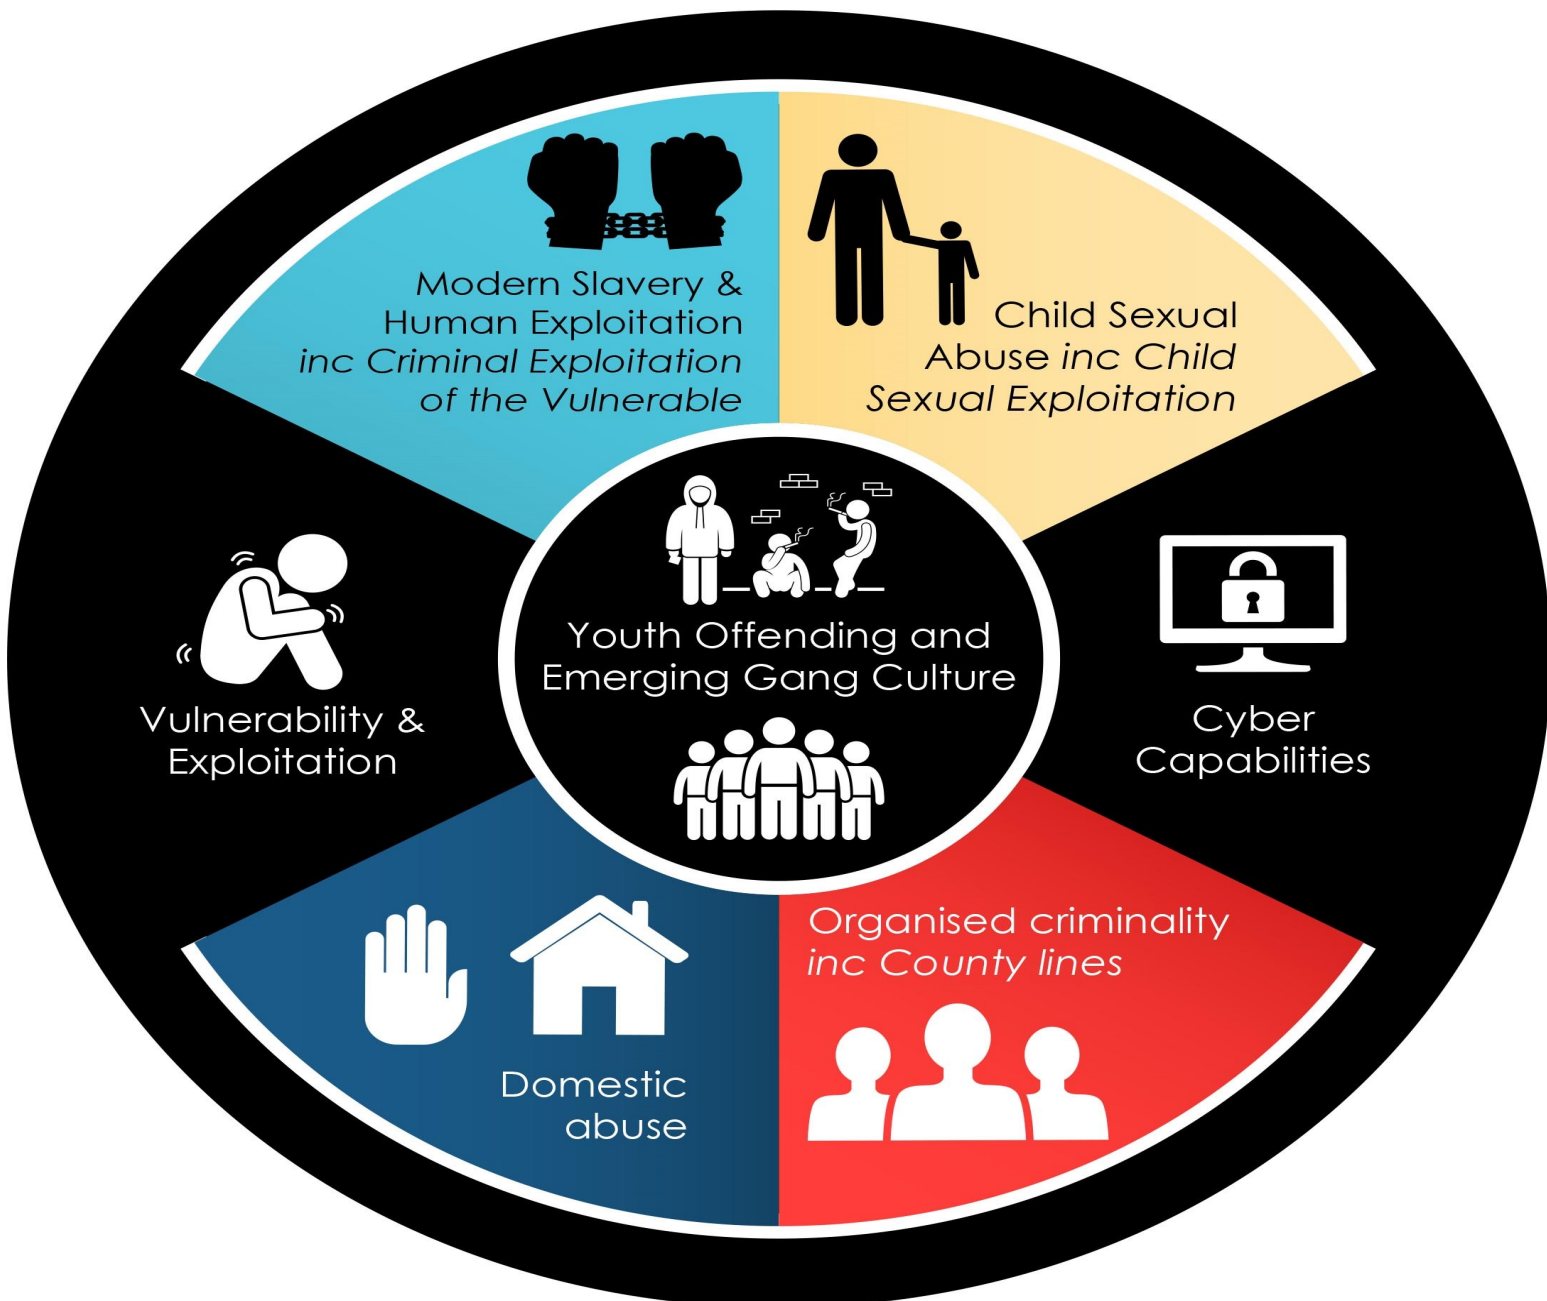 Modern Slavery &
Human Exploitation
inc Criminal Exploitation
of the Vulnerable
Child Sexual
Abuse inc Child
Sexual Exploitation
Vulnerability &
Exploitation
Youth Offending and
Emerging Gang Culture
Cyber
Capabilities
Domestic
abuse
Organised criminality
inc County lines